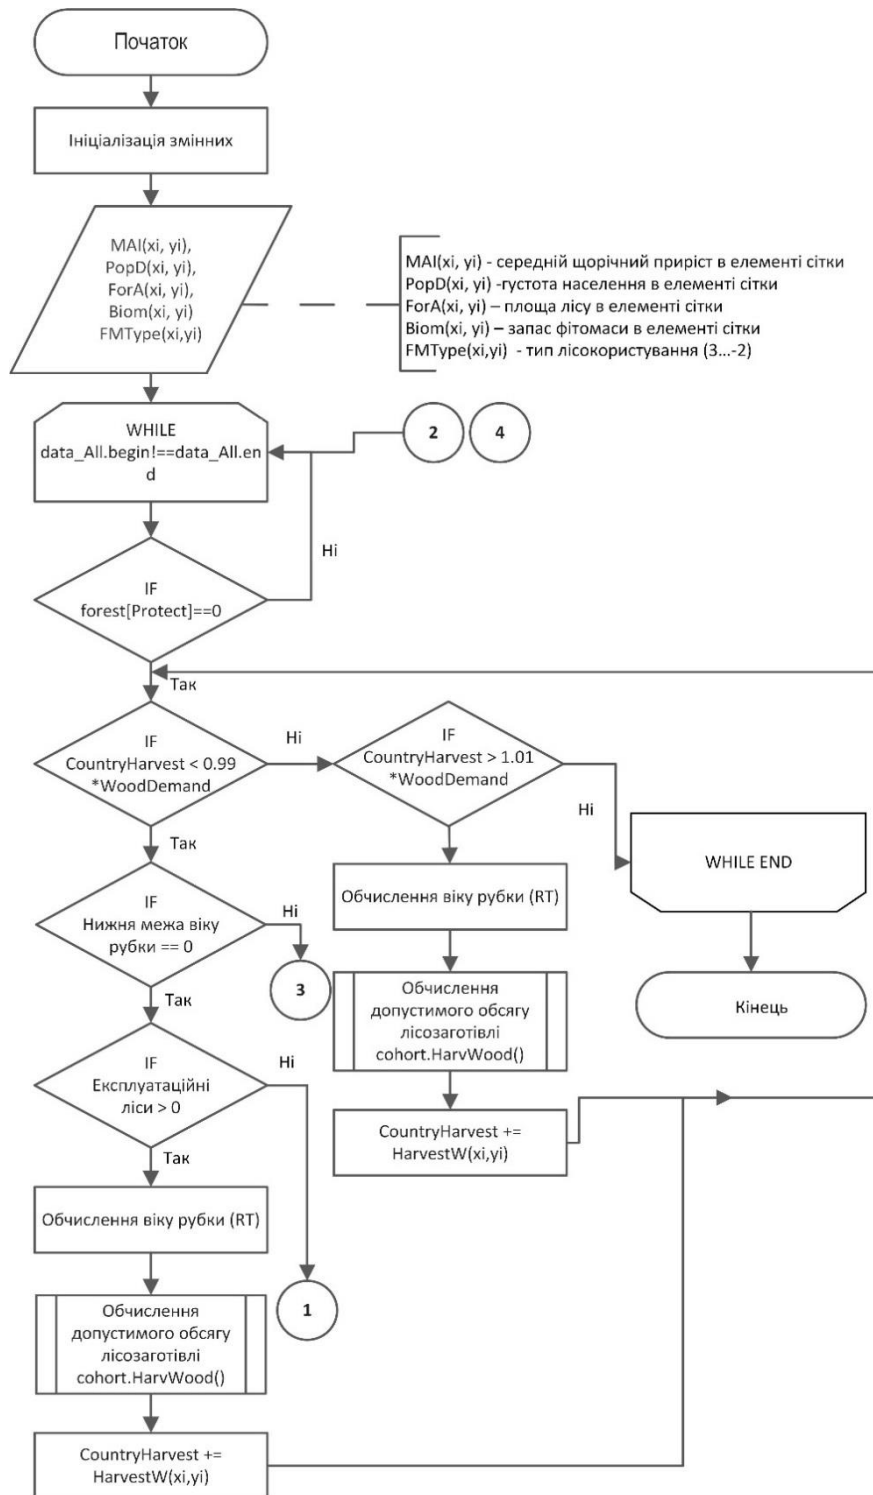 Початок
Ініціалізація змінних
MAI(xi, yi),
PopD(xi, yi),
ForA(xi, yi),
Biom(xi, yi)
FMType(xi,yi)
MAI(xi, yi) - середній щорічний приріст в елементі сітки
PopD(xi, yi) -густота населення в елементі сітки
ForA(xi, yi) – площа лісу в елементі сітки
Biom(xi, yi) – запас фітомаси в елементі сітки
FMType(xi,yi)  - тип лісокористування (3...-2)
WHILE
data_All.begin!==data_All.en
d
2
4
Ні
IF
forest[Protect]==0
Так
IF
CountryHarvest < 0.99
*WoodDemand
Ні
IF
CountryHarvest > 1.01
*WoodDemand
Ні
Так
WHILE END
Обчислення віку рубки (RT)
IF
Нижня межа віку
рубки == 0
Ні
3
Обчислення
допустимого обсягу
лісозаготівлі
cohort.HarvWood()
Кінець
Так
IF
Експлуатаційні
ліси > 0
Ні
CountryHarvest +=
HarvestW(xi,yi)
Так
Обчислення віку рубки (RT)
1
Обчислення
допустимого обсягу
лісозаготівлі
cohort.HarvWood()
CountryHarvest +=
HarvestW(xi,yi)